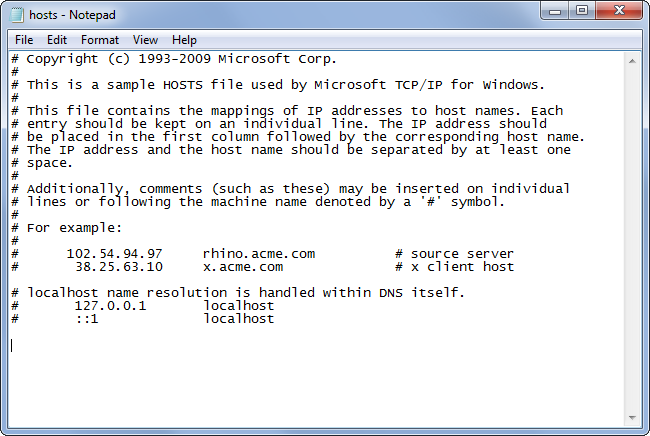 hosts - Notepad
File Edit Format View Help
# Copyright (c) 1993-2009 Microsoft Corp.
#
# This is a sample HOSTS file used by Microsoft TCP/IP for Windows.
#
# This file contains the mappings of IP addresses to host names. Each
# entry should be kept on an individual line. The IP address should
# be placed in the first column followed by the corresponding host name.
# The IP address and the host name should be separated by at least one
# space.
#
# Additionally, comments (such as these) may be inserted on individual
# lines or following the machine name denoted by a '#' symbol.
#
# For example:
#
#      102.54.94.97     rhino.acme.com          # source server
#       38.25.63.10     x.acme.com              # x client host

# localhost name resolution is handled within DNS itself.
#       127.0.0.1       localhost
#       ::1             localhost